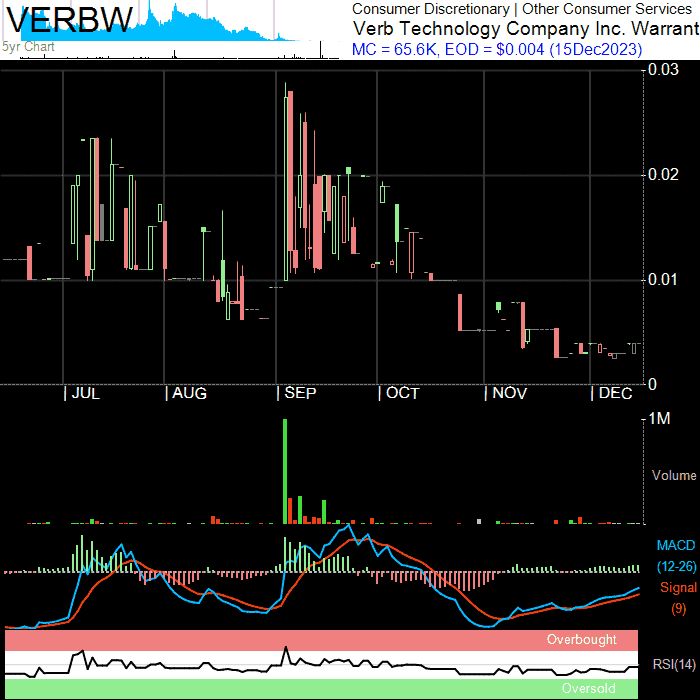 VERBW
Consumer Discretionary | Other Consumer Services
Verb Technology Company Inc. Warrant
MC = 65.6K, EOD = $0.004 (15Dec2023)
5yr Chart
0.03
0.02
0.01
0
JUL AUG SEP OCT NOV DEC
1M
Volume
MACD
(12-26)
Signal
(9)
Overbought
RSI(14)
Oversold